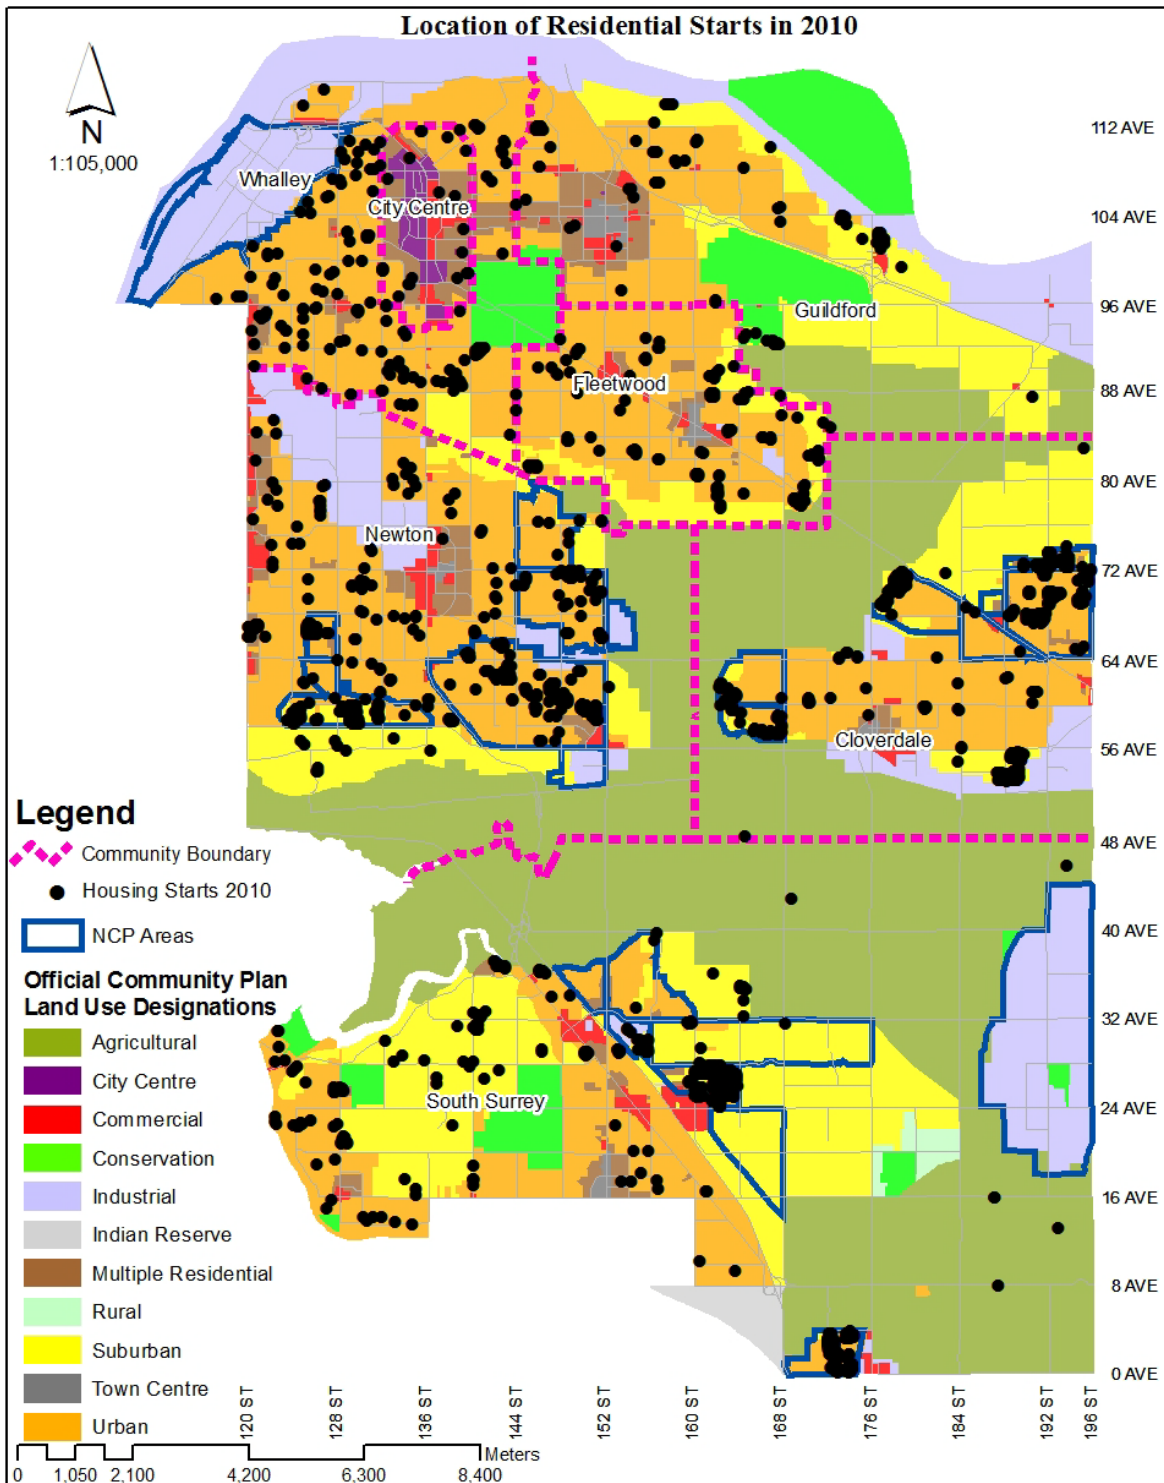 Location of Residential Starts in 2010
N
1:105,000
112 AVE
Whalley
City Centre
104 AVE
96 AVE
Guildford
Fleetwood
88 AVE
80 AVE
Newton
72 AVE
64 AVE
Cloverdale
56 AVE
48 AVE
40 AVE
32 AVE
South Surrey
24 AVE
16 AVE
8 AVE
0 AVE
Legend
Community Boundary
Housing Starts 2010
NCP Areas
Official Community Plan
Land Use Designations
Agricultural
City Centre
Commercial
Conservation
Industrial
Indian Reserve
Multiple Residential
Rural
Suburban
Town Centre
Urban
120 ST
128 ST
136 ST
144 ST
152 ST
160 ST
168 ST
176 ST
184 ST
192 ST
196 ST
Meters
0 1,050 2,100 4,200 6,300 8,400